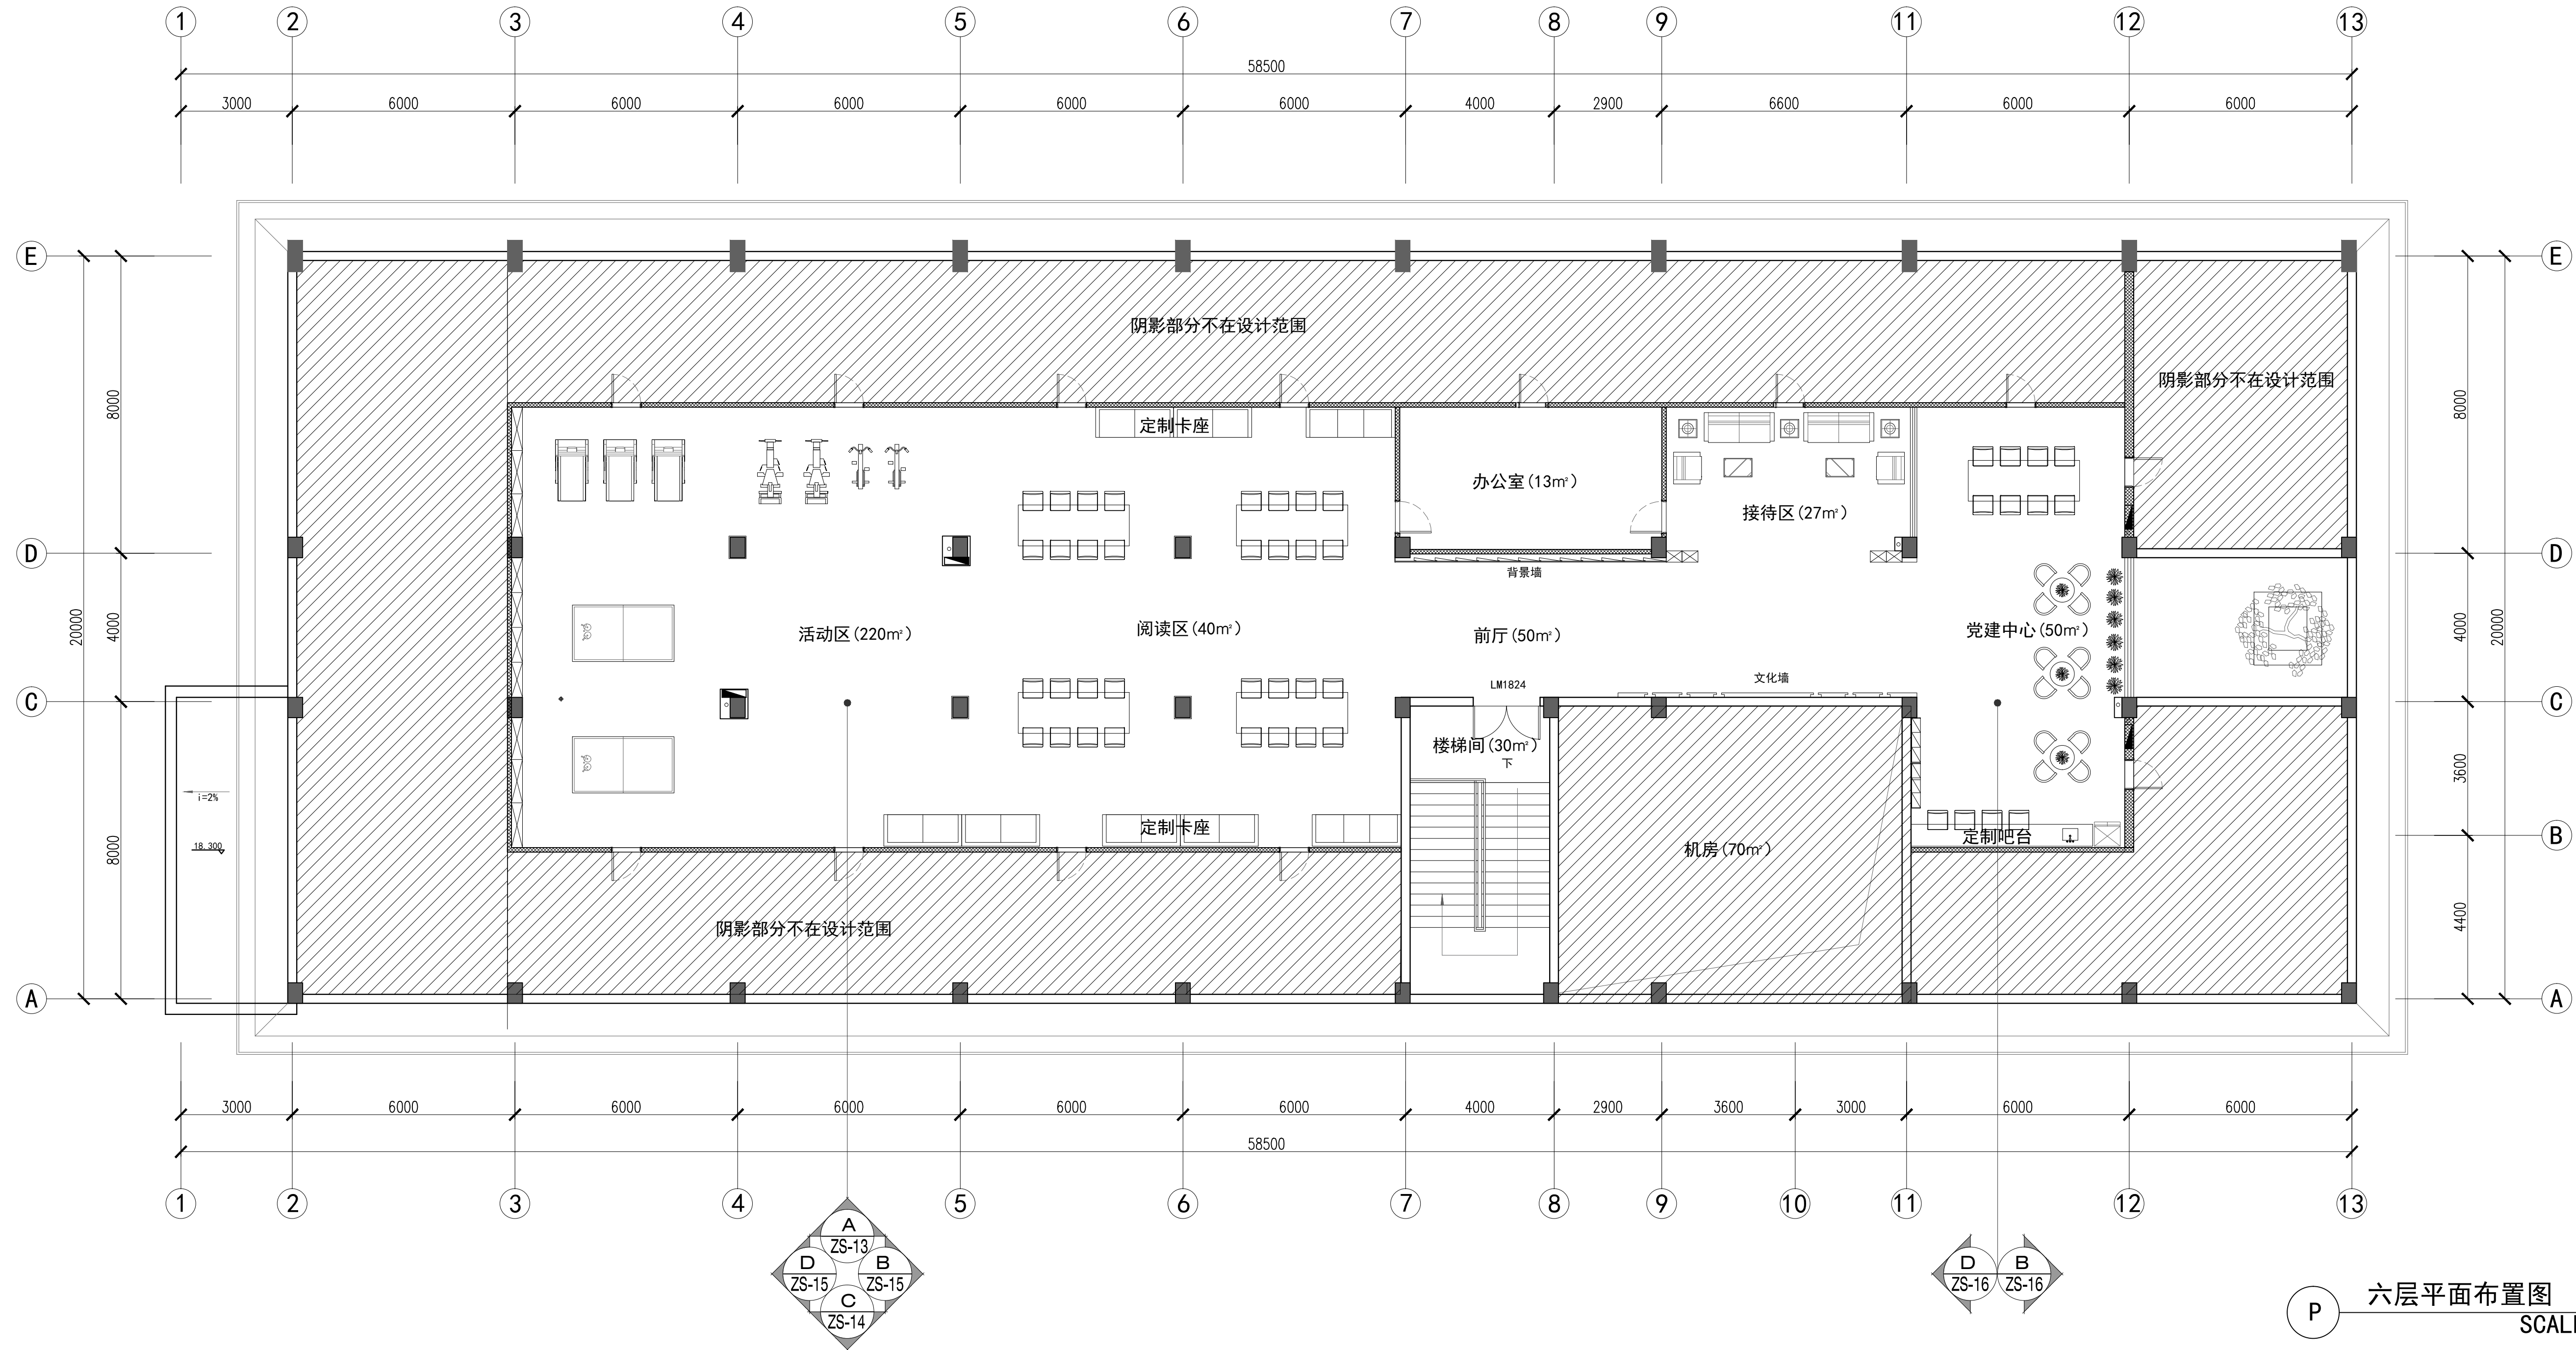 1 2 3 4 5 6 7 8 9 11 12 13
58500
3000 6000 6000 6000 6000 6000 4000 2900 6600 6000 6000
E E
阴影部分不在设计范围
阴影部分不在设计范围
8000 8000
定制卡座
办公室(13㎡)
接待区(27㎡)
D D
背景墙
20000 4000 4000 20000
活动区(220㎡)
阅读区(40㎡)
前厅(50㎡)
党建中心(50㎡)
文化墙
LM1824
C C
楼梯间(30㎡)
下
3600
i=2%
定制卡座
定制吧台
B
18.300
8000
机房(70㎡)
4400
阴影部分不在设计范围
A A
3000 6000 6000 6000 6000 6000 4000 2900 3600 3000 6000 6000
58500
1 2 3 4 5 6 7 8 9 10 11 12 13
A
ZS-13
D
ZS-15
B
ZS-15
C
ZS-14
D
ZS-16
B
ZS-16
P
六层平面布置图
SCAL